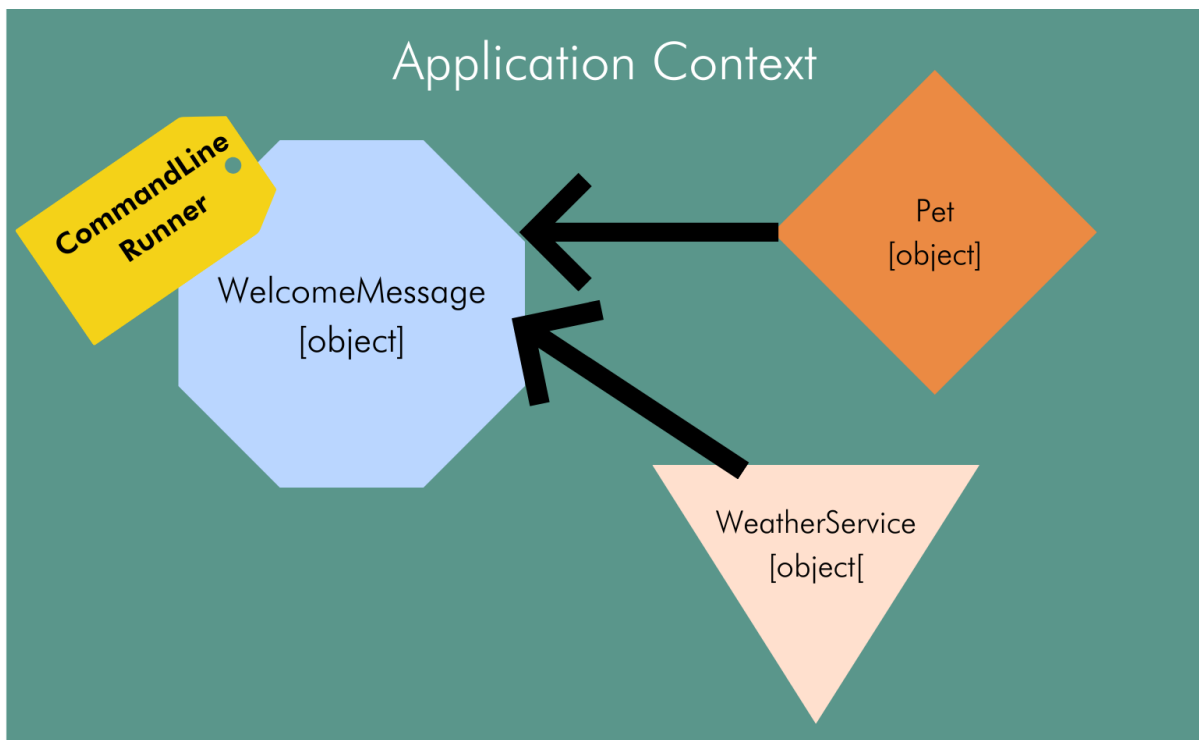 Application Context
CommandLine
Runner
WelcomeMessage
[object]
Pet
[object]
WeatherService
[object[